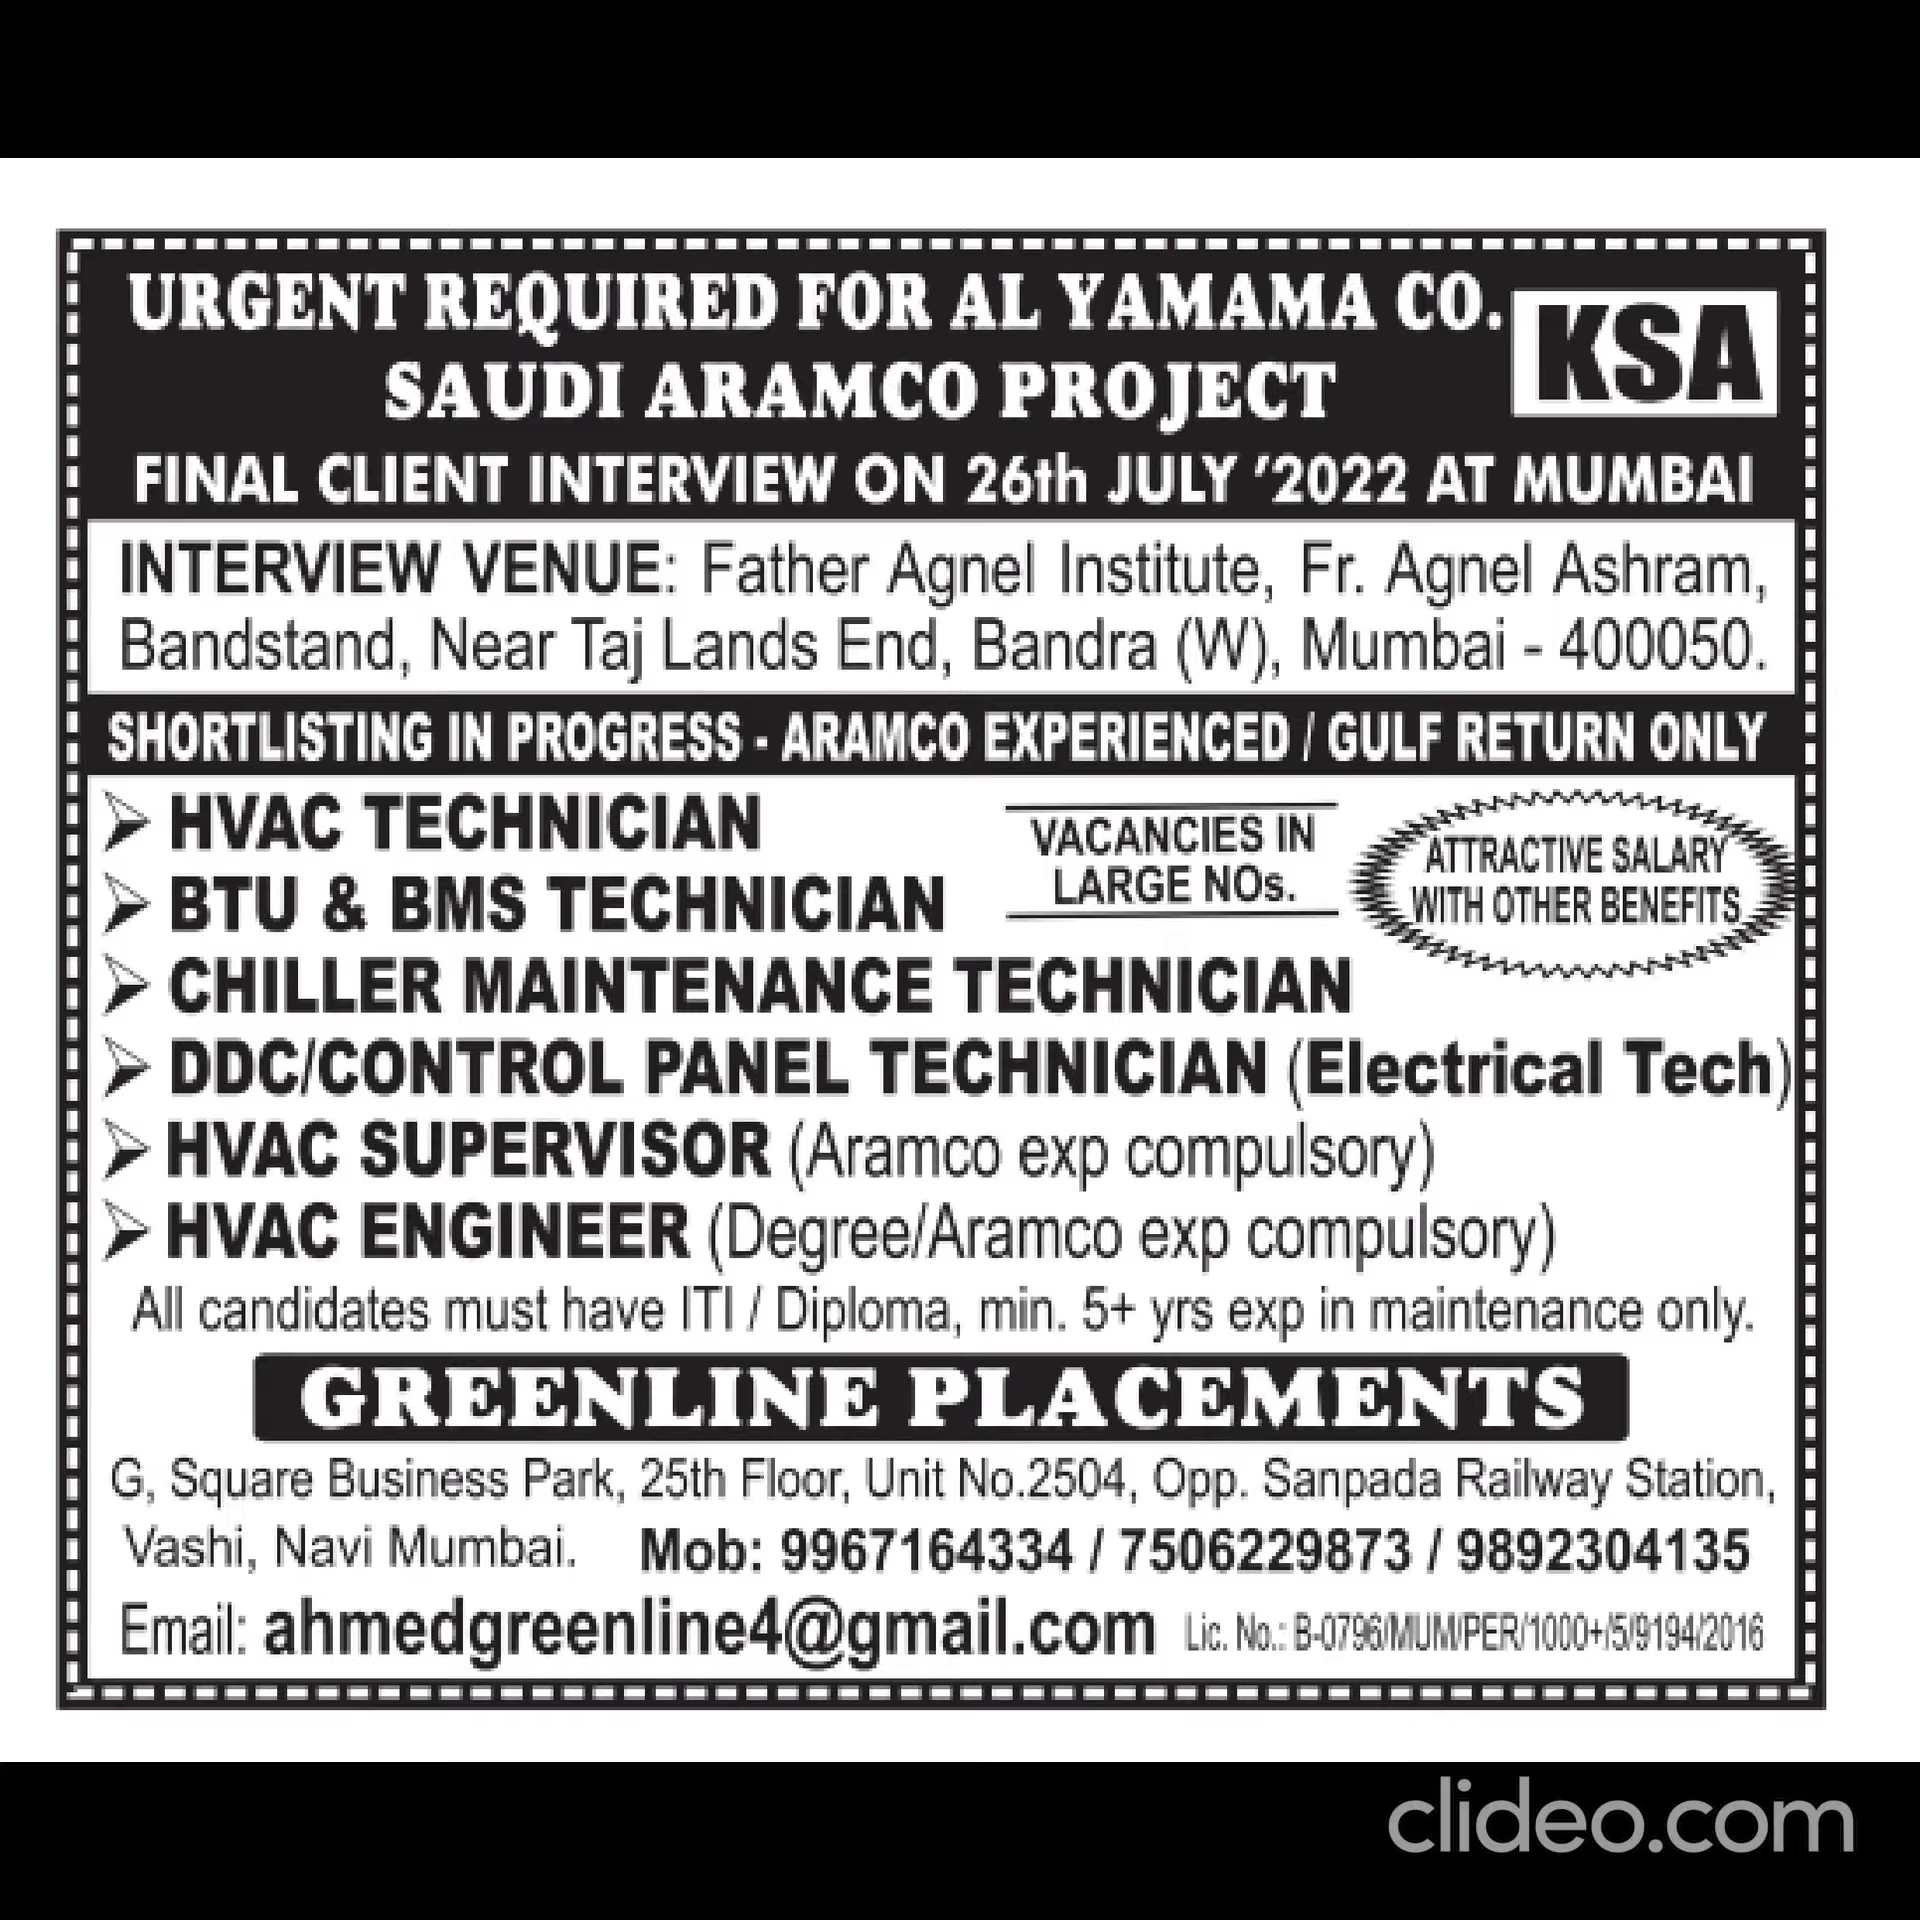 URGENT REQUIRED FOR AL YAMAMA CO.
SAUDI ARAMCO PROJECT
KSA
FINAL CLIENT INTERVIEW ON 26th JULY '2022 AT MUMBAI
INTERVIEW VENUE: Father Agnel Institute, Fr. Agnel Ashram,
Bandstand, Near Taj Lands End, Bandra (W), Mumbai - 400050.
SHORTLISTING IN PROGRESS - ARAMCO EXPERIENCED / GULF RETURN ONLY
➢ HVAC TECHNICIAN
➢ BTU & BMS TECHNICIAN
VACANCIES IN
LARGE NOs.
ATTRACTIVE SALARY
WITH OTHER BENEFITS
➢ CHILLER MAINTENANCE TECHNICIAN
➢ DDC/CONTROL PANEL TECHNICIAN (Electrical Tech)
➢ HVAC SUPERVISOR (Aramco exp compulsory)
➢ HVAC ENGINEER (Degree/Aramco exp compulsory)
All candidates must have ITI / Diploma, min. 5+ yrs exp in maintenance only.
GREENLINE PLACEMENTS
G, Square Business Park, 25th Floor, Unit No.2504, Opp. Sanpada Railway Station,
Vashi, Navi Mumbai. Mob: 9967164334 / 7506229873 / 9892304135
Email: ahmedgreenline4@gmail.com Lic. No.: B-0796/MUM/PER/1000+/5/9194/2016
clideo.com